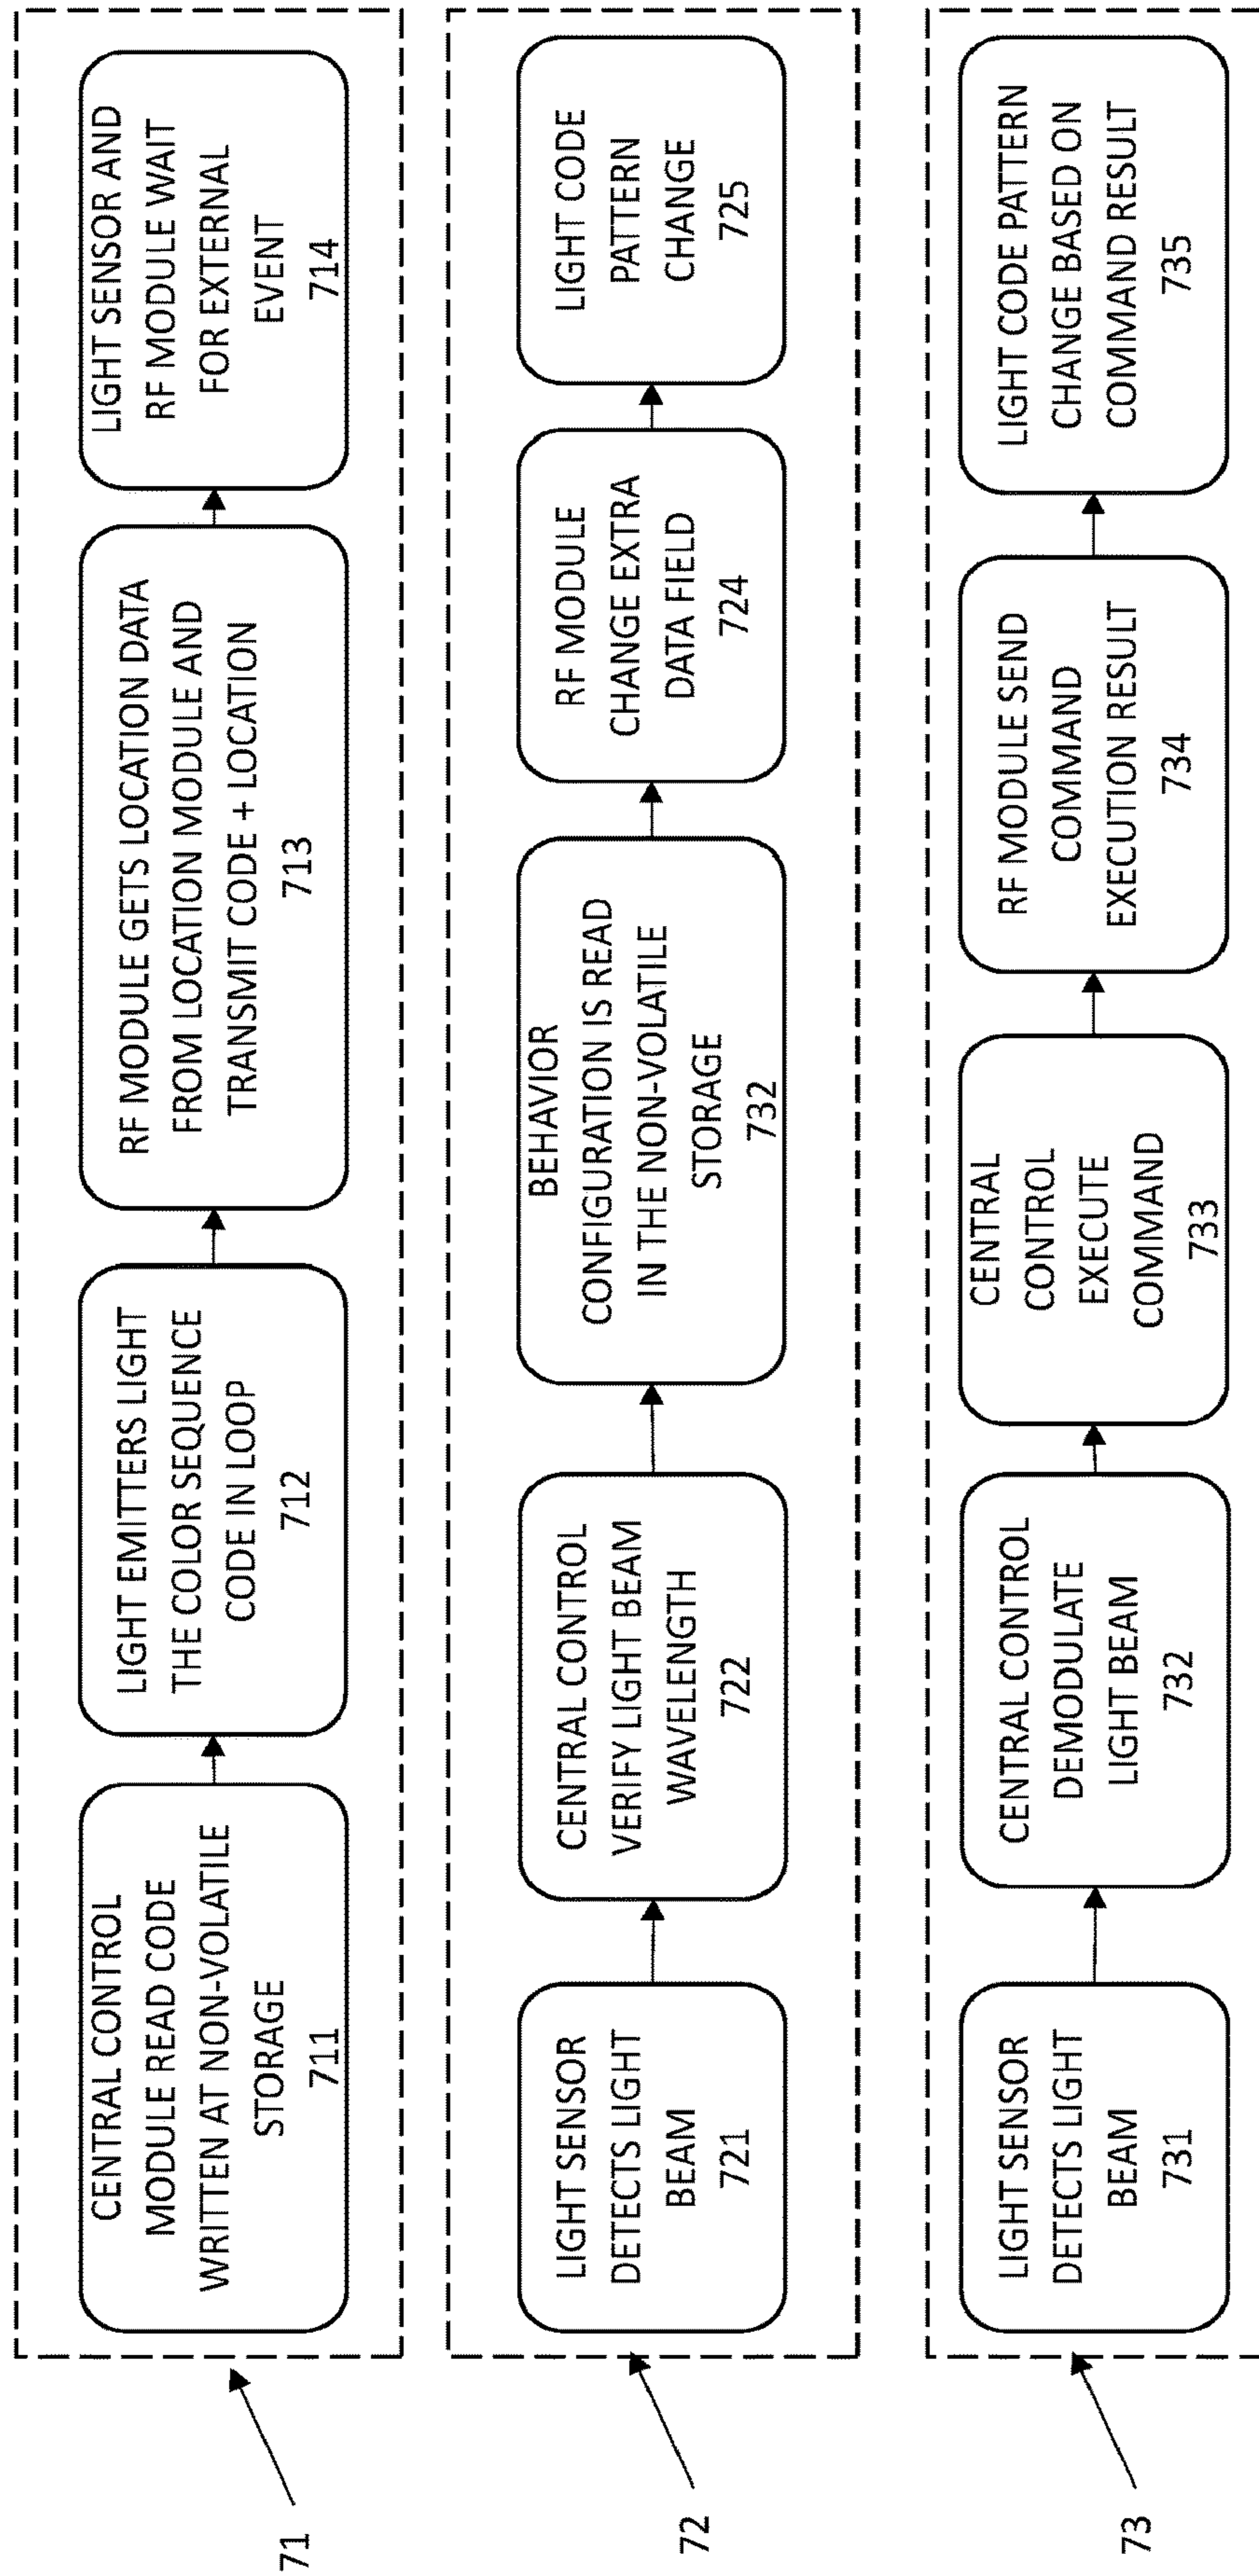 71
CENTRAL CONTROL
MODULE READ CODE
WRITTEN AT NON-VOLATILE
STORAGE
711
LIGHT EMITTERS LIGHT
THE COLOR SEQUENCE
CODE IN LOOP
712
RF MODULE GETS LOCATION DATA
FROM LOCATION MODULE AND
TRANSMIT CODE + LOCATION
713
LIGHT SENSOR AND
RF MODULE WAIT
FOR EXTERNAL
EVENT
714
72
LIGHT SENSOR
DETECTS LIGHT
BEAM
721
CENTRAL CONTROL
VERIFY LIGHT BEAM
WAVELENGTH
722
BEHAVIOR
CONFIGURATION IS READ
IN THE NON-VOLATILE
STORAGE
732
RF MODULE
CHANGE EXTRA
DATA FIELD
724
LIGHT CODE
PATTERN
CHANGE
725
73
LIGHT SENSOR
DETECTS LIGHT
BEAM
731
CENTRAL CONTROL
DEMODULATE
LIGHT BEAM
732
CENTRAL
CONTROL
EXECUTE
COMMAND
733
RF MODULE SEND
COMMAND
EXECUTION RESULT
734
LIGHT CODE PATTERN
CHANGE BASED ON
COMMAND RESULT
735